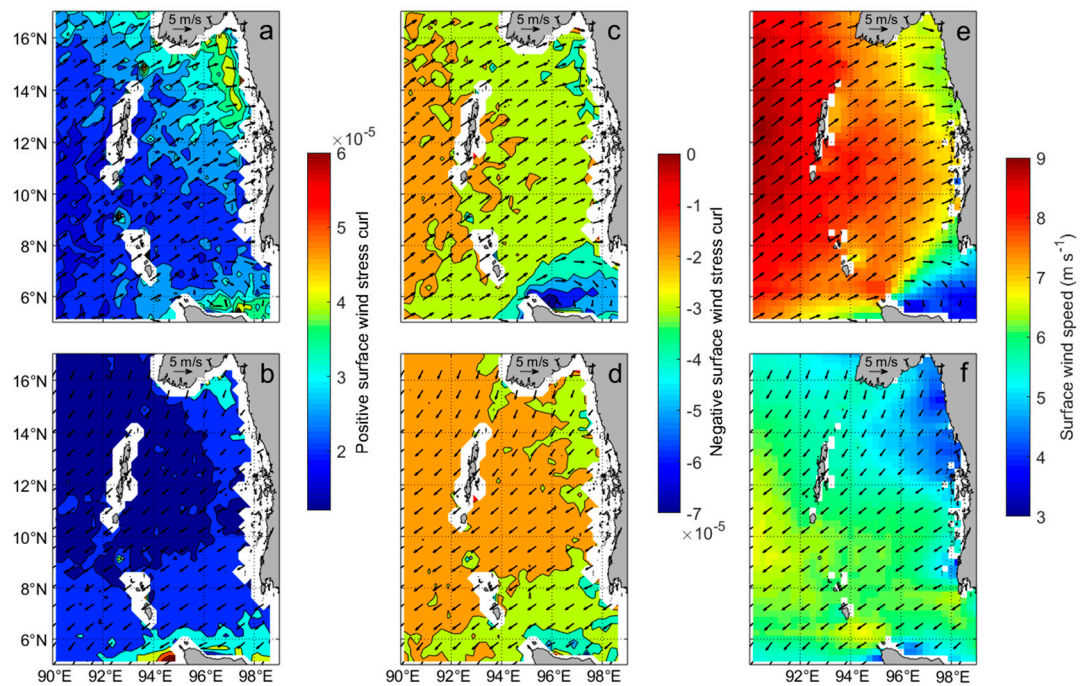 5 m/s
a
5 m/s
c
5 m/s
e
16°N
14°N
12°N
10°N
8°N
6°N
×10⁻⁵
6
5
4
3
2
Positive surface wind stress curl
0
-1
-2
-3
-4
-5
-6
-7
×10⁻⁵
Negative surface wind stress curl
9
8
7
6
5
4
3
Surface wind speed (m s⁻¹)
5 m/s
b
5 m/s
d
5 m/s
f
16°N
14°N
12°N
10°N
8°N
6°N
90°E 92°E 94°E 96°E 98°E
90°E 92°E 94°E 96°E 98°E
90°E 92°E 94°E 96°E 98°E